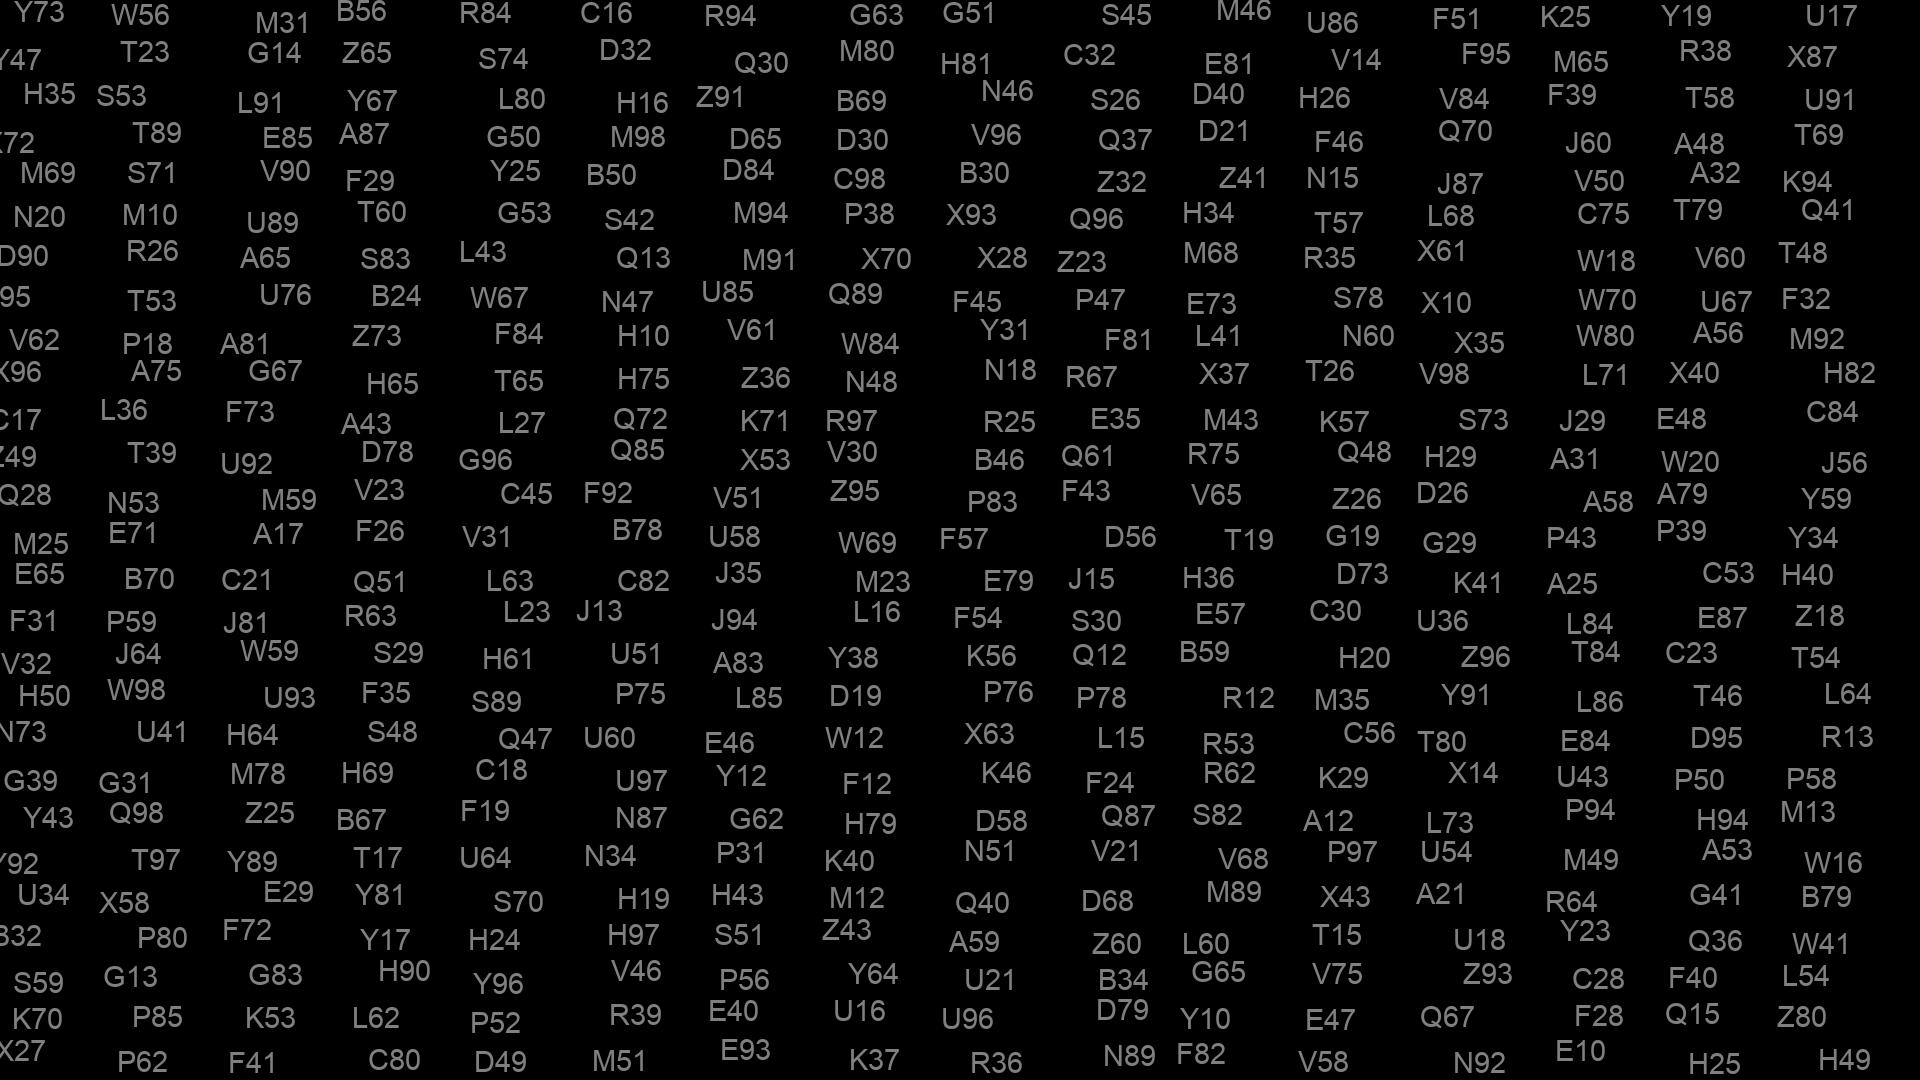 Y73 W56 M31 B56 R84 C16 R94 G63 G51 S45 M46 U86 F51 K25 Y19 U17
Y47 T23 G14 Z65 S74 D32 Q30 M80 H81 C32 E81 V14 F95 M65 R38 X87
H35 S53 L91 Y67 L80 H16 Z91 B69 N46 S26 D40 H26 V84 F39 T58 U91
T89 E85 A87 G50 M98 D65 D30 V96 Q37 D21 F46 Q70 J60 A48 T69
M69 S71 V90 F29 Y25 B50 D84 C98 B30 Z32 Z41 N15 J87 V50 A32 K94
N20 M10 U89 T60 G53 S42 M94 P38 X93 Q96 H34 T57 L68 C75 T79 Q41
D90 R26 A65 S83 L43 Q13 M91 X70 X28 Z23 M68 R35 X61 W18 V60 T48
95 T53 U76 B24 W67 N47 U85 Q89 F45 P47 E73 S78 X10 W70 U67 F32
V62 P18 A81 Z73 F84 H10 V61 W84 Y31 F81 L41 N60 X35 W80 A56 M92
X96 A75 G67 H65 T65 H75 Z36 N48 N18 R67 X37 T26 V98 L71 X40 H82
C17 L36 F73 A43 L27 Q72 K71 R97 R25 E35 M43 K57 S73 J29 E48 C84
Z49 T39 U92 D78 G96 Q85 X53 V30 B46 Q61 R75 Q48 H29 A31 W20 J56
Q28 N53 M59 V23 C45 F92 V51 Z95 P83 F43 V65 Z26 D26 A58 A79 Y59
M25 E71 A17 F26 V31 B78 U58 W69 F57 D56 T19 G19 G29 P43 P39 Y34
E65 B70 C21 Q51 L63 C82 J35 M23 E79 J15 H36 D73 K41 A25 C53 H40
F31 P59 J81 R63 L23 J13 J94 L16 F54 S30 E57 C30 U36 L84 E87 Z18
V32 J64 W59 S29 H61 U51 A83 Y38 K56 Q12 B59 H20 Z96 T84 C23 T54
H50 W98 U93 F35 S89 P75 L85 D19 P76 P78 R12 M35 Y91 L86 T46 L64
N73 U41 H64 S48 Q47 U60 E46 W12 X63 L15 R53 C56 T80 E84 D95 R13
G39 G31 M78 H69 C18 U97 Y12 F12 K46 F24 R62 K29 X14 U43 P50 P58
Y43 Q98 Z25 B67 F19 N87 G62 H79 D58 Q87 S82 A12 L73 P94 H94 M13
Y92 T97 Y89 T17 U64 N34 P31 K40 N51 V21 V68 P97 U54 M49 A53 W16
U34 X58 E29 Y81 S70 H19 H43 M12 Q40 D68 M89 X43 A21 R64 G41 B79
B32 P80 F72 Y17 H24 H97 S51 Z43 A59 Z60 L60 T15 U18 Y23 Q36 W41
S59 G13 G83 H90 Y96 V46 P56 Y64 U21 B34 G65 V75 Z93 C28 F40 L54
K70 P85 K53 L62 P52 R39 E40 U16 U96 D79 Y10 E47 Q67 F28 Q15 Z80
X27 P62 F41 C80 D49 M51 E93 K37 R36 N89 F82 V58 N92 E10 H25 H49